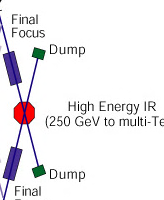 Final
Focus
Dump
High Energy IR
(250 GeV to multi-Te
Dump
Final